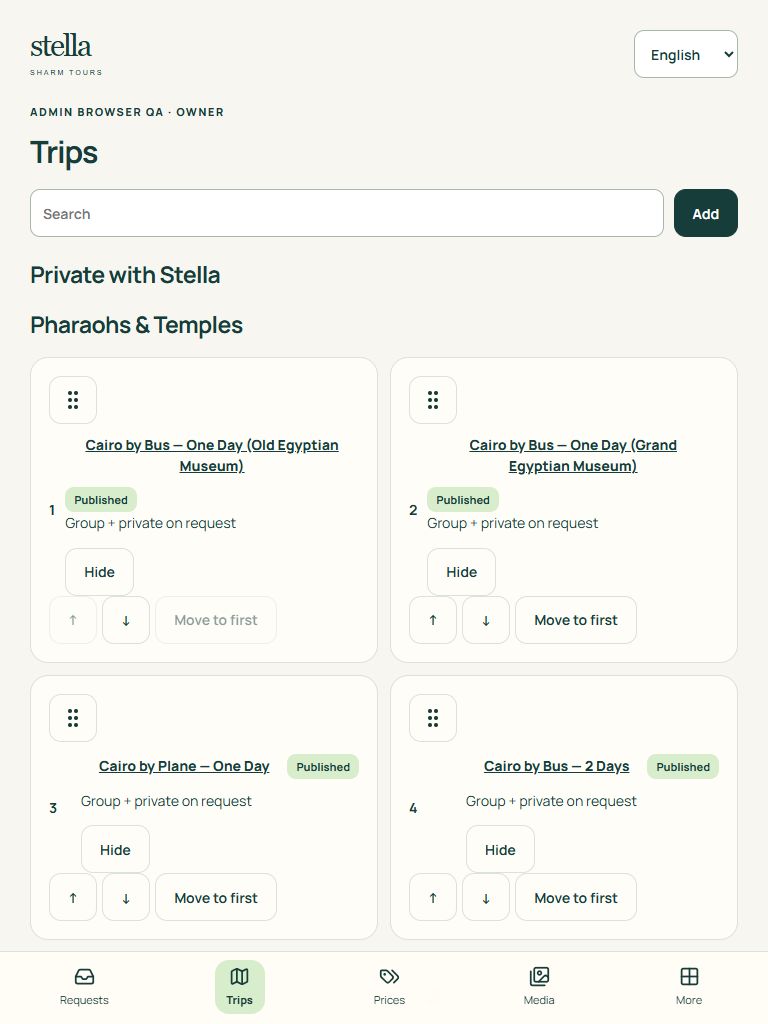 stella
SHARM TOURS
English
ADMIN BROWSER QA · OWNER
Trips
Search
Add
Private with Stella
Pharaohs & Temples
Cairo by Bus — One Day (Old Egyptian
Museum)
1
Published
Group + private on request
Hide
↑
↓
Move to first
Cairo by Bus — One Day (Grand
Egyptian Museum)
2
Published
Group + private on request
Hide
↑
↓
Move to first
Cairo by Plane — One Day
Published
3
Group + private on request
Hide
↑
↓
Move to first
Cairo by Bus — 2 Days
Published
4
Group + private on request
Hide
↑
↓
Move to first
Requests
Trips
Prices
Media
More